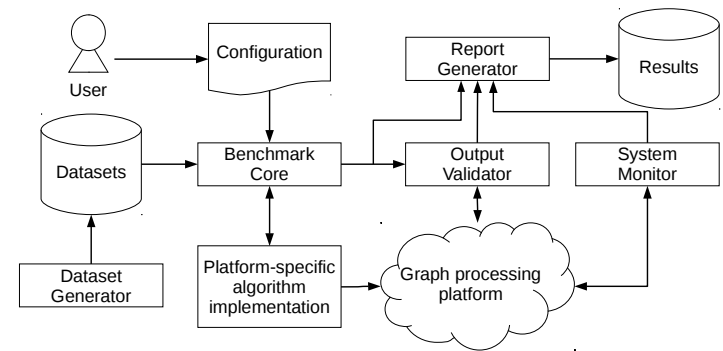 User
Configuration
Report
Generator
Results
Datasets
Benchmark
Core
Output
Validator
System
Monitor
Dataset
Generator
Platform-specific
algorithm
implementation
Graph processing
platform